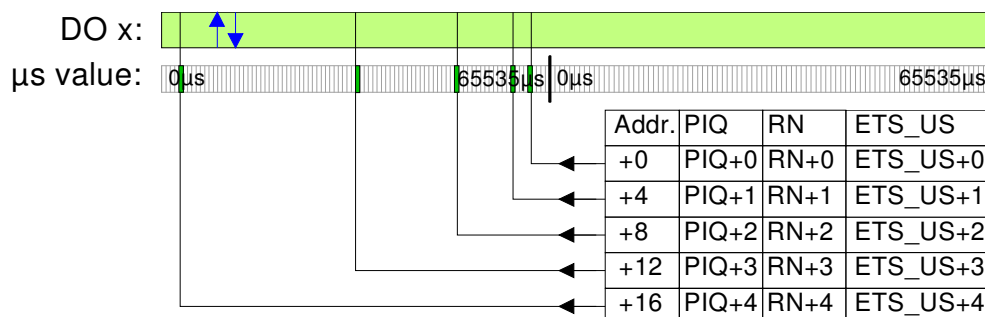 DO x:
µs value: 0µs 65535µs 0µs 65535µs
Addr. PIQ RN ETS_US
+0 PIQ+0 RN+0 ETS_US+0
+4 PIQ+1 RN+1 ETS_US+1
+8 PIQ+2 RN+2 ETS_US+2
+12 PIQ+3 RN+3 ETS_US+3
+16 PIQ+4 RN+4 ETS_US+4